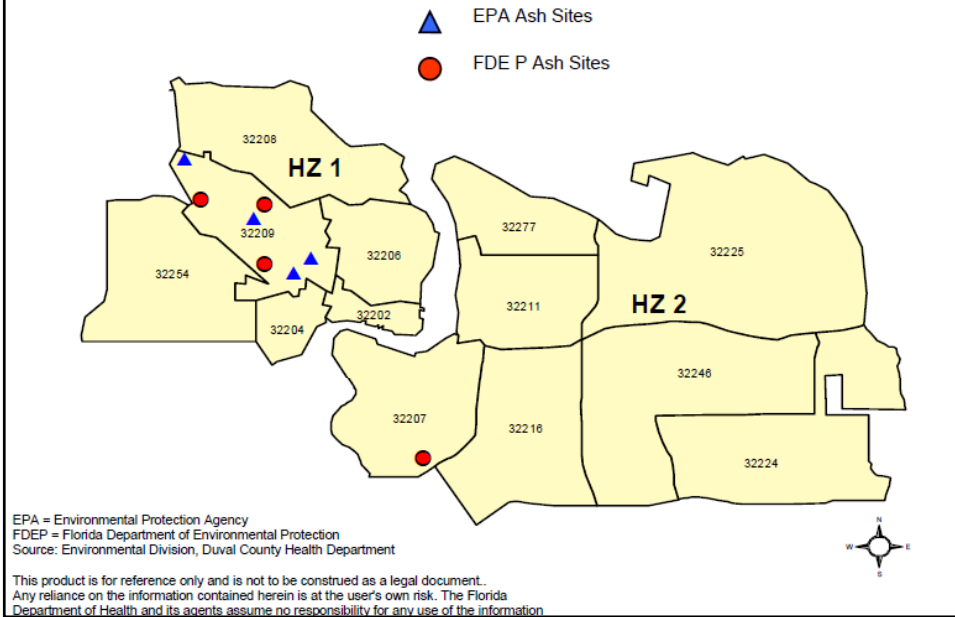 EPA Ash Sites
FDE P Ash Sites
32208
HZ 1
32277
32225
32209
32206
32254
32211
HZ 2
32202
32204
32246
32207
32216
32224
EPA = Environmental Protection Agency
FDEP = Florida Department of Environmental Protection
Source: Environmental Division, Duval County Health Department
N
W E
S
This product is for reference only and is not to be construed as a legal document..
Any reliance on the information contained herein is at the user's own risk. The Florida
Department of Health and its agents assume no responsibility for any use of the information